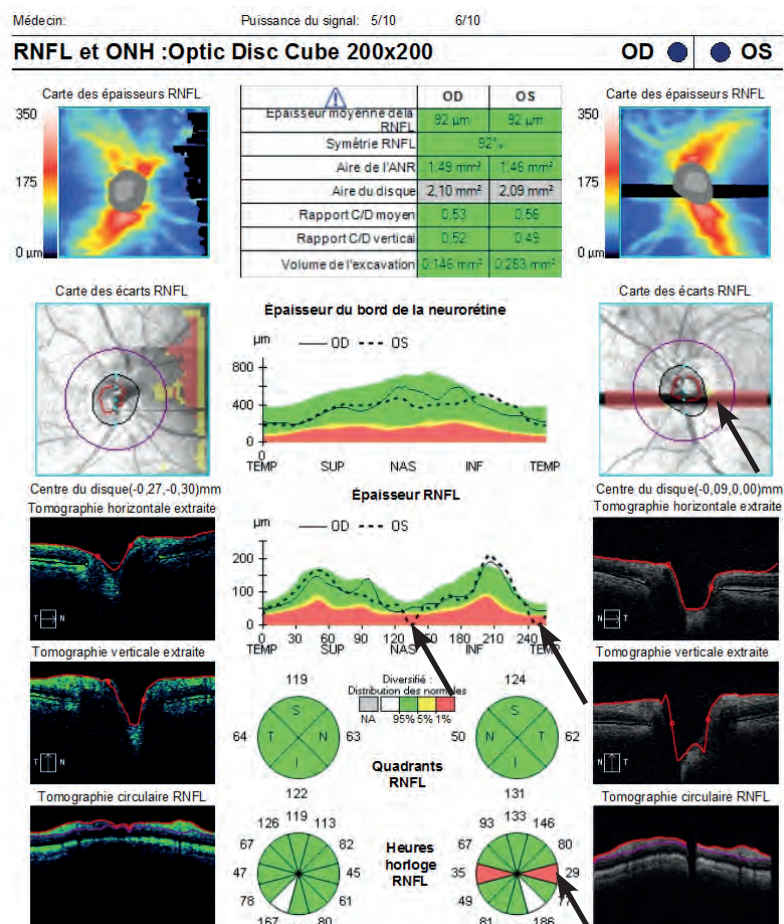 Médecin: Puissance du signal: 5/10 6/10
RNFL et ONH :Optic Disc Cube 200x200 OD OS
Carte des épaisseurs RNFL
350
175
0 µm
OD OS
Épaisseur moyenne dela RNFL 92 µm 92 µm
Symétrie RNFL 92%
Aire de l'ANR 1,49 mm² 1,46 mm²
Aire du disque 2,10 mm² 2,09 mm²
Rapport C/D moyen 0,53 0,56
Rapport C/D vertical 0,52 0,49
Volume de l'excavation 0,146 mm³ 0,283 mm³
Carte des épaisseurs RNFL
350
175
0 µm
Carte des écarts RNFL
Centre du disque(-0,27,-0,30)mm
Épaisseur du bord de la neurorétine
µm OD OS
800
400
0
TEMP SUP NAS INF TEMP
Carte des écarts RNFL
Centre du disque(-0,09,0,00)mm
Tomographie horizontale extraite
T N
Épaisseur RNFL
µm OD OS
200
100
0
0 30 60 90 120 150 180 210 240
TEMP SUP NAS INF TEMP
Tomographie horizontale extraite
T N
Tomographie verticale extraite
T N
Diversifié :
Distribution des normales
NA 95% 5% 1%
119
S
64 T N 63
I
122
Quadrants
RNFL
124
S
50 N T 62
I
131
Tomographie verticale extraite
N T
Tomographie circulaire RNFL
126 119 113
67 82
47 45
78 61
167 80
Heures
horloge
RNFL
93 133 146
67 80
35 29
49 77
81 186
Tomographie circulaire RNFL